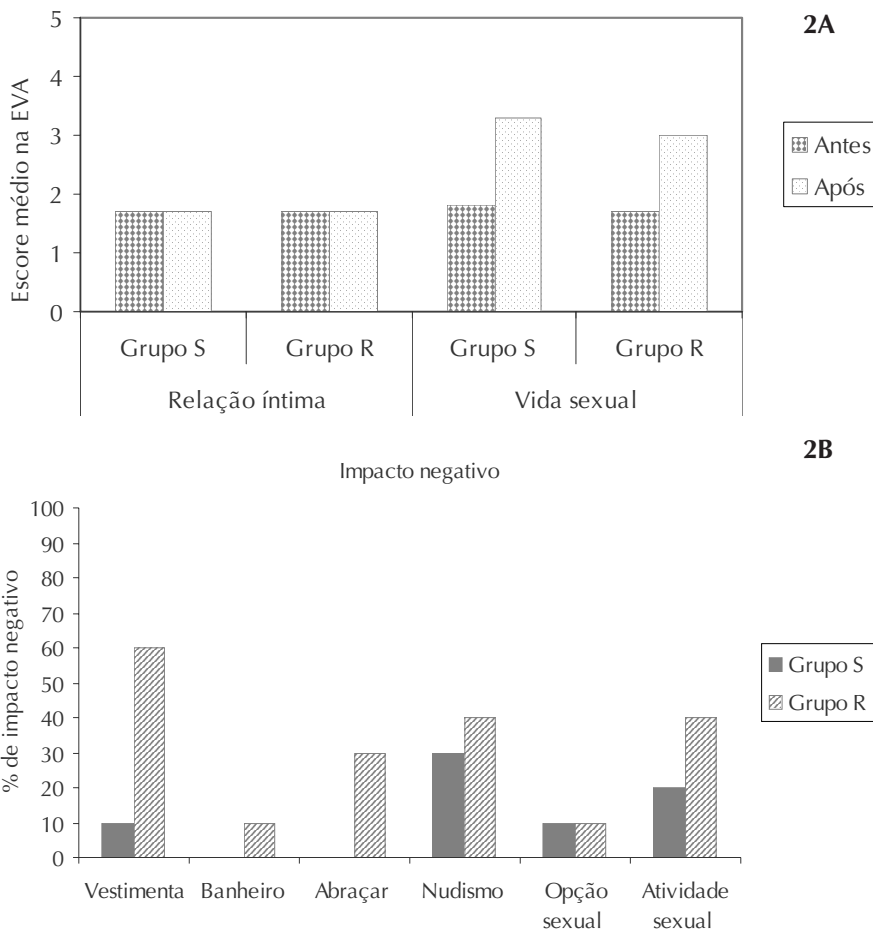 2A
Escore médio na EVA
5
4
3
2
1
0
Grupo S Grupo R Grupo S Grupo R
Relação íntima Vida sexual
Antes
Após
2B
Impacto negativo
% de impacto negativo
100
90
80
70
60
50
40
30
20
10
0
Vestimenta Banheiro Abraçar Nudismo Opção sexual Atividade sexual
Grupo S
Grupo R